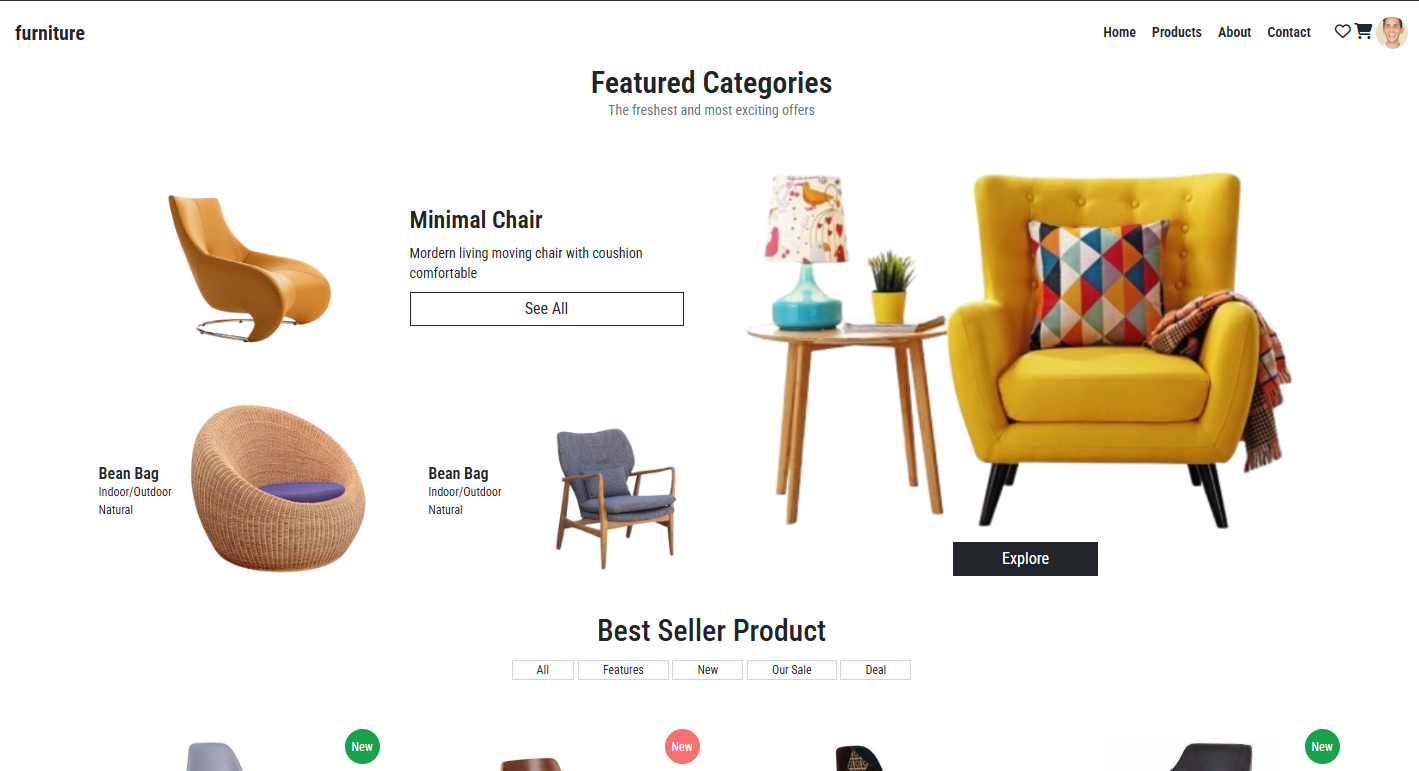 furniture
Home Products About Contact
Featured Categories
The freshest and most exciting offers
Minimal Chair
Mordern living moving chair with coushion
comfortable
See All
Bean Bag
Indoor/Outdoor
Natural
Bean Bag
Indoor/Outdoor
Natural
Explore
Best Seller Product
All Features New Our Sale Deal
New New New